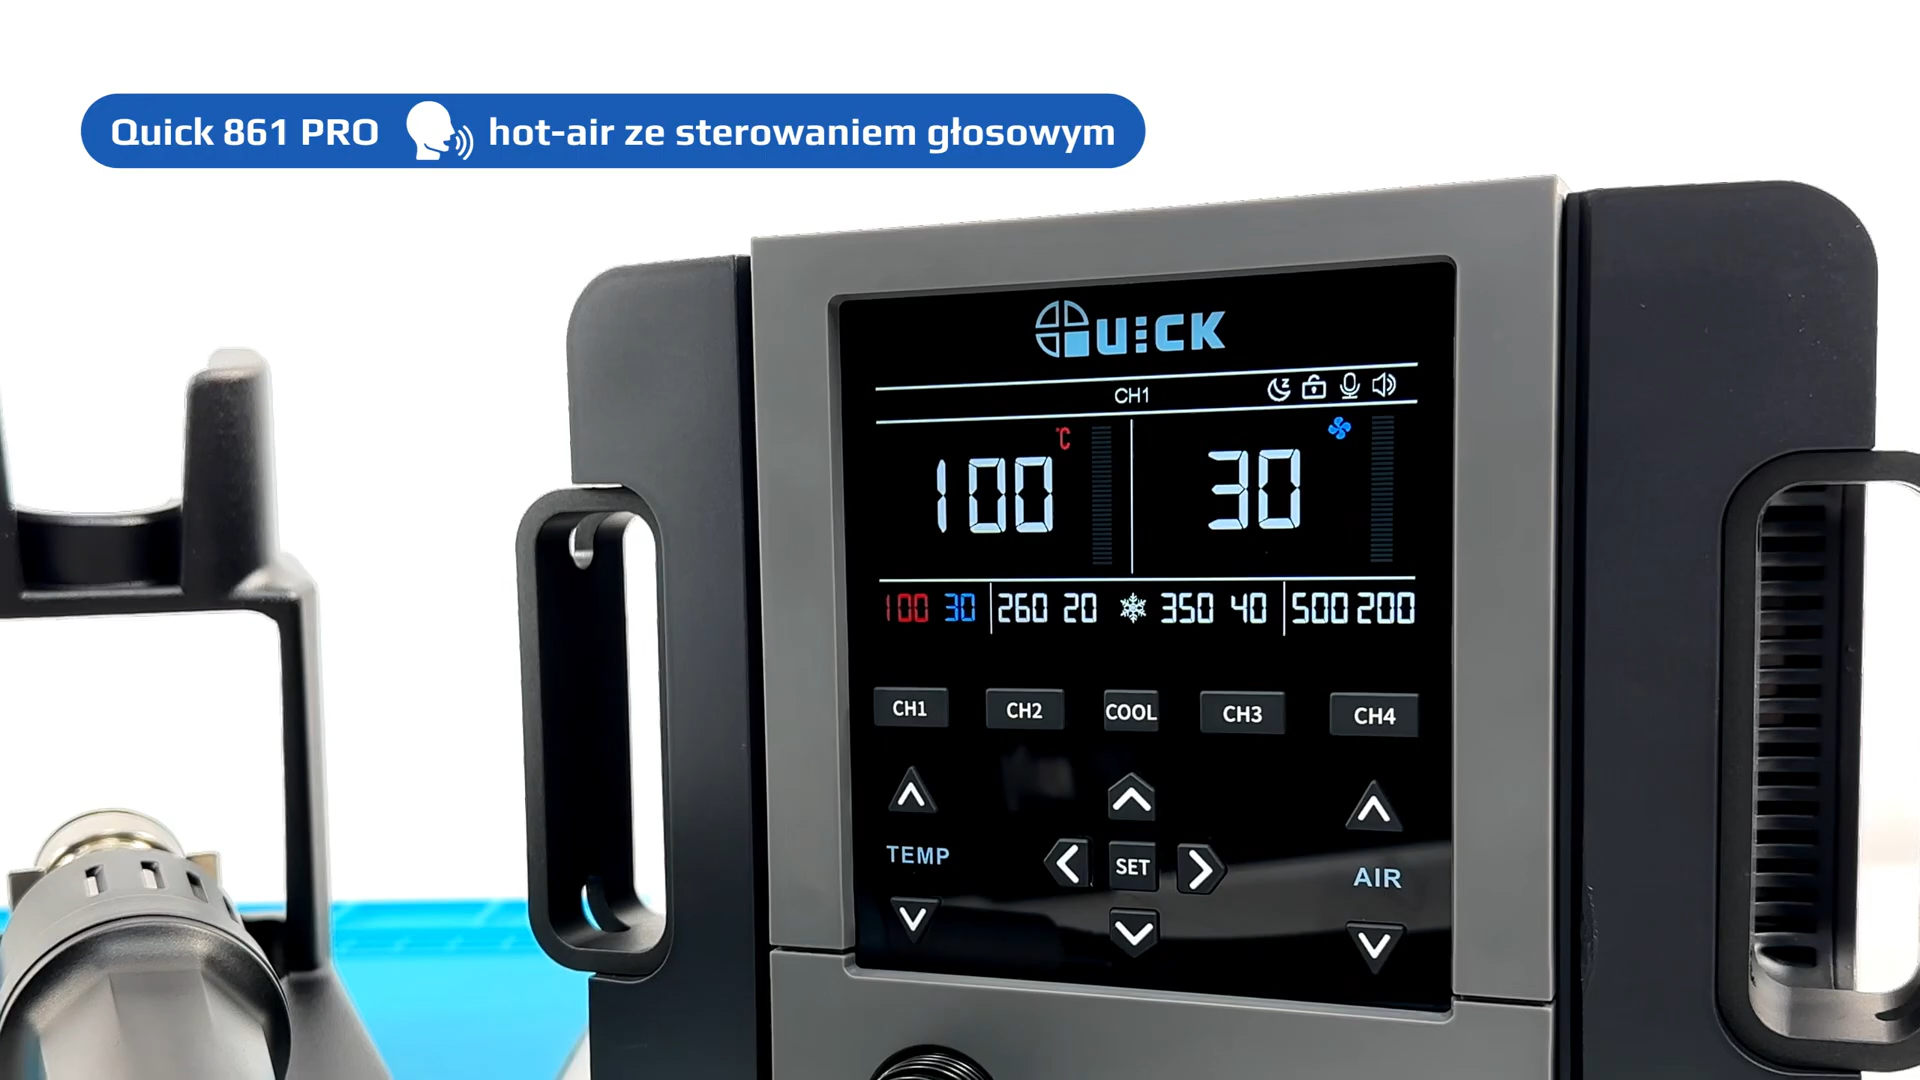 Quick 861 PRO hot-air ze sterowaniem głosowym
QUICK
CH1
°C
100 30
100 30 260 20 350 40 500 200
CH1 CH2 COOL CH3 CH4
TEMP SET AIR